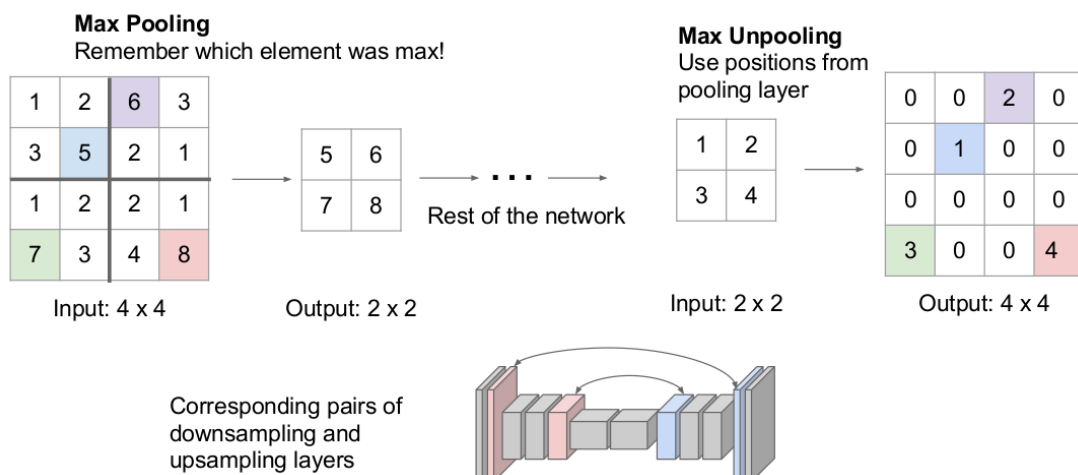 Max Pooling
Remember which element was max!
1 2 6 3
3 5 2 1
1 2 2 1
7 3 4 8
Input: 4 x 4
5 6
7 8
Output: 2 x 2
...
Rest of the network
Max Unpooling
Use positions from
pooling layer
1 2
3 4
Input: 2 x 2
0 0 2 0
0 1 0 0
0 0 0 0
3 0 0 4
Output: 4 x 4
Corresponding pairs of
downsampling and
upsampling layers